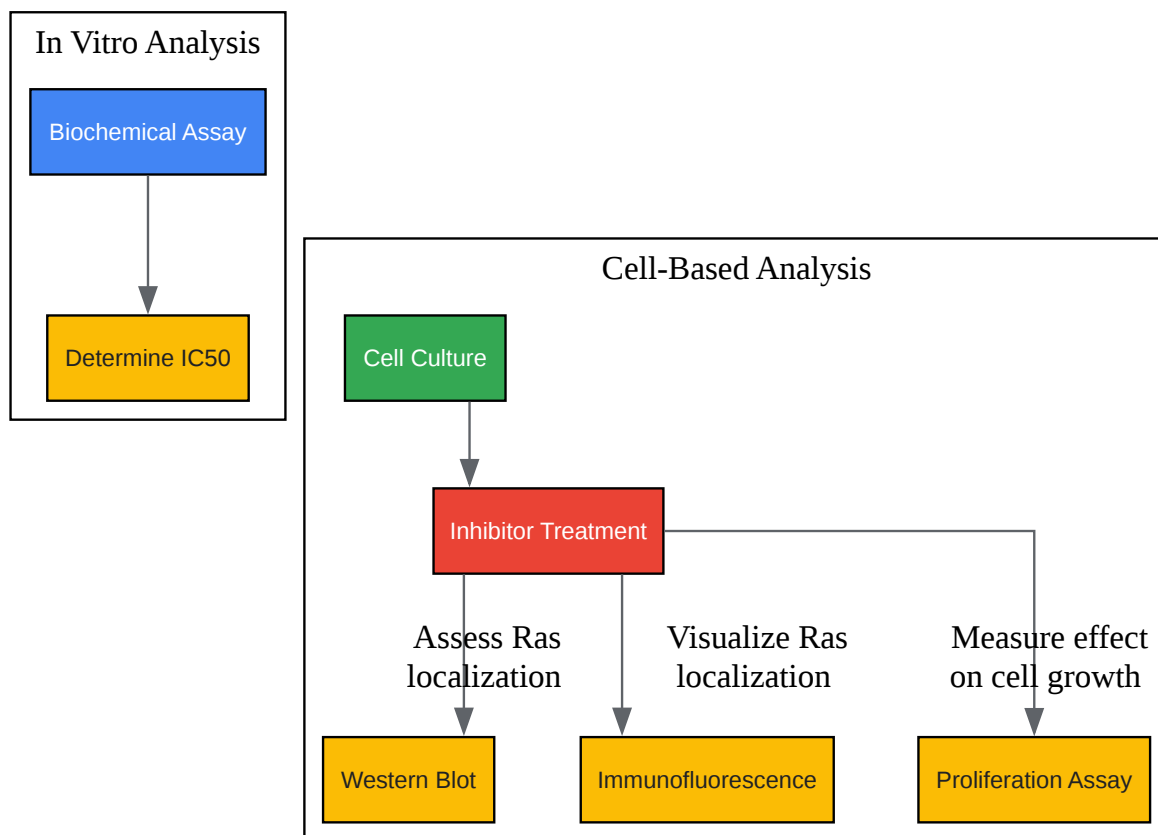 In Vitro Analysis
Biochemical Assay
Determine IC50
Cell-Based Analysis
Cell Culture
Inhibitor Treatment
Assess Ras
localization
Visualize Ras
localization
Measure effect
on cell growth
Western Blot
Immunofluorescence
Proliferation Assay